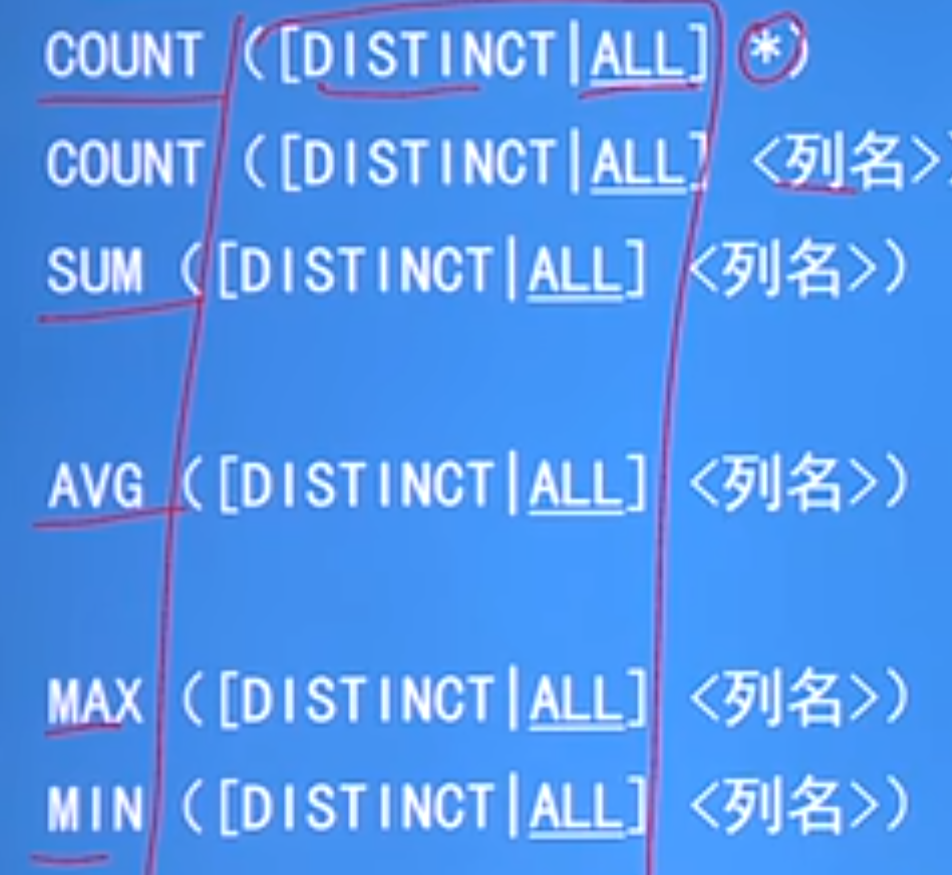 COUNT ([DISTINCT|ALL] *)
COUNT ([DISTINCT|ALL] <列名>)
SUM ([DISTINCT|ALL] <列名>)
AVG ([DISTINCT|ALL] <列名>)
MAX ([DISTINCT|ALL] <列名>)
MIN ([DISTINCT|ALL] <列名>)